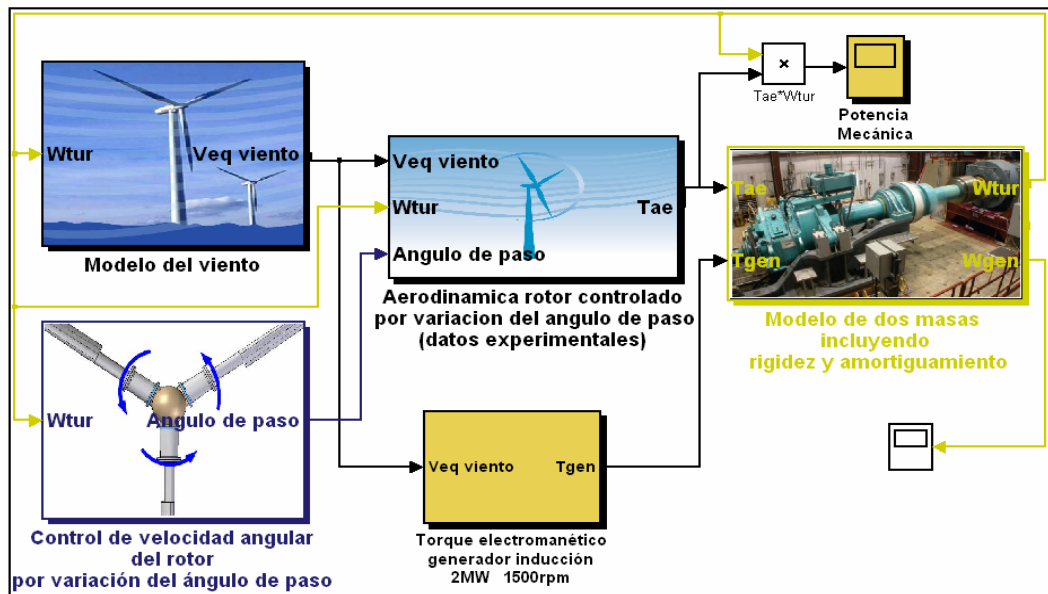 Wtur
Veq viento
Modelo del viento
Veq viento
Wtur
Angulo de paso
Tae
Aerodinamica rotor controlado
por variacion del angulo de paso
(datos experimentales)
×
Tae*Wtur
Potencia
Mecánica
Tae
Tgen
Wtur
Wgen
Modelo de dos masas
incluyendo
rigidez y amortiguamiento
Wtur
Angulo de paso
Control de velocidad angular
del rotor
por variación del ángulo de paso
Veq viento
Tgen
Torque electromanético
generador inducción
2MW 1500rpm